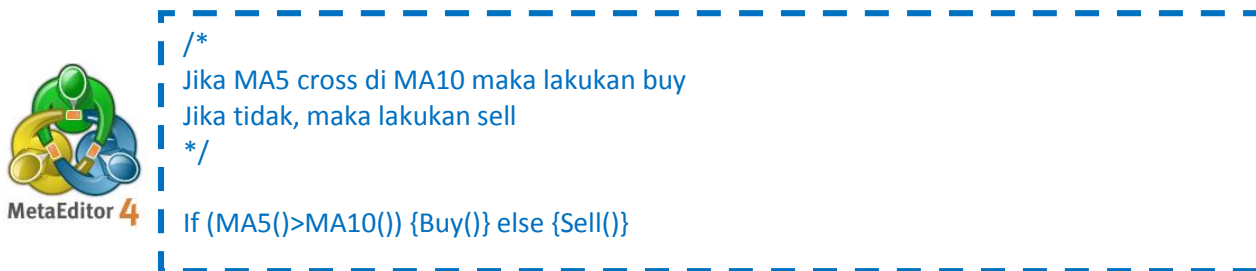 /*
Jika MA5 cross di MA10 maka lakukan buy
Jika tidak, maka lakukan sell
*/
MetaEditor 4
If (MA5()>MA10()) {Buy()} else {Sell()}